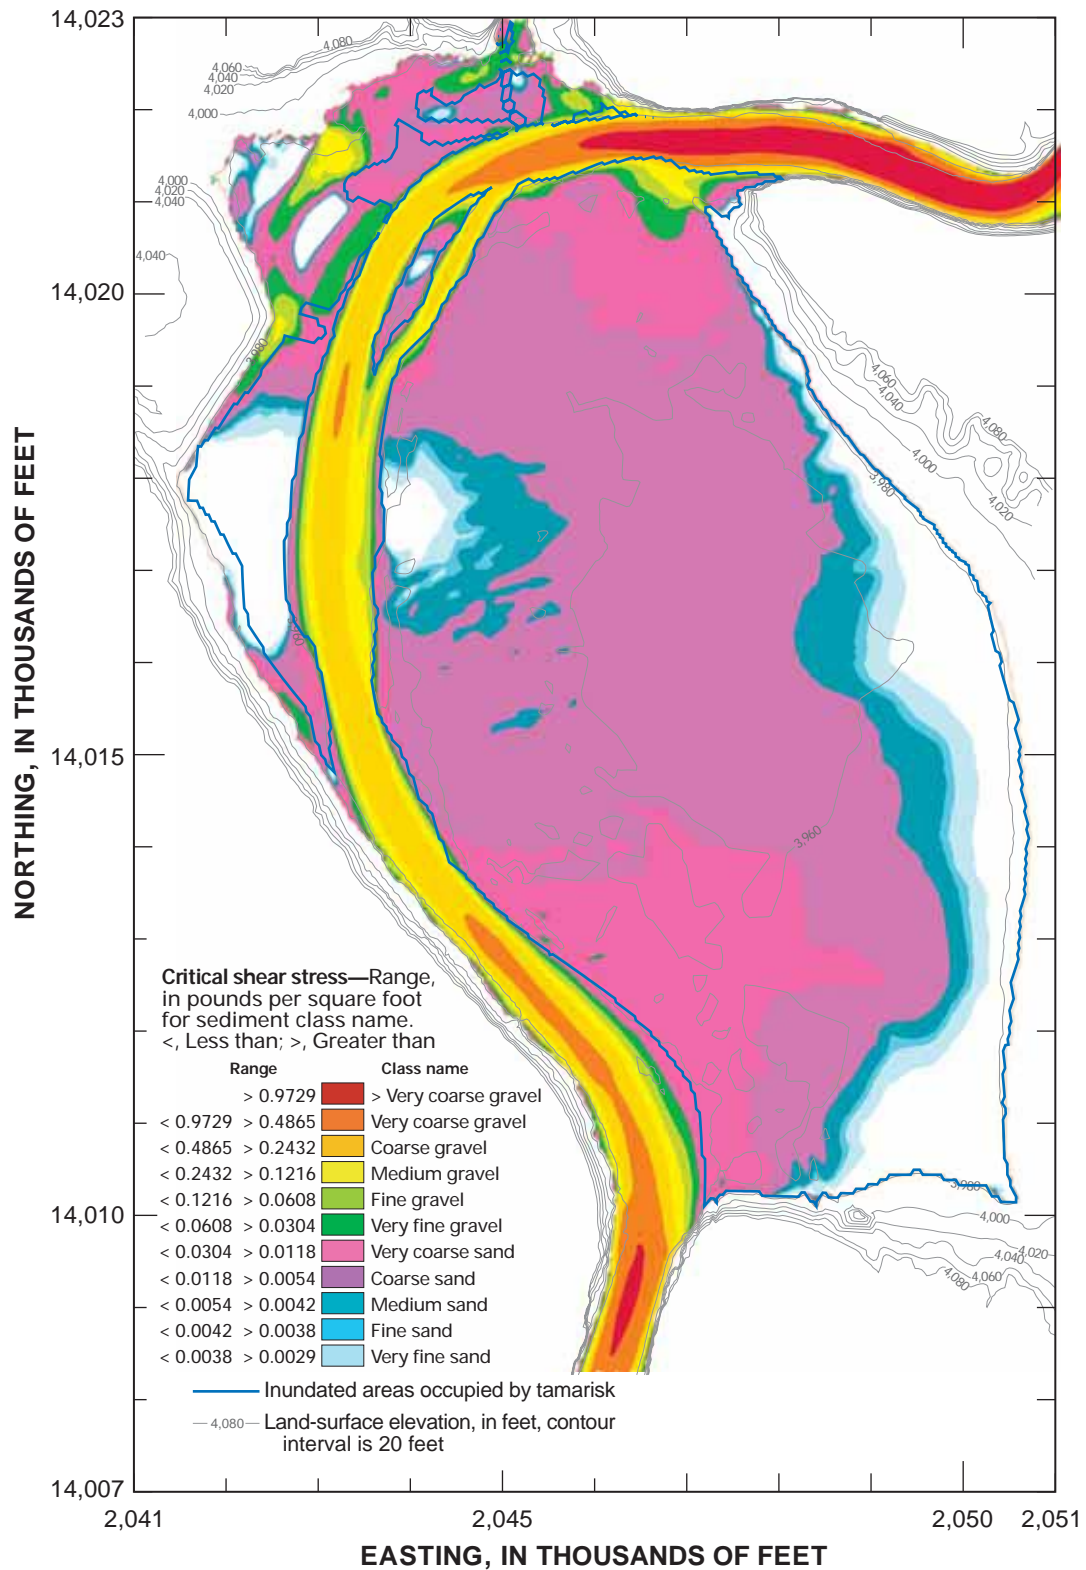 14,023
4,080
4,060
4,040
4,020
4,000
4,000
4,020
4,040
4,040
14,020
3,980
4,060
4,040
4,080
4,000
3,980
4,020
NORTHING, IN THOUSANDS OF FEET
3,960
14,015
3,960
Critical shear stress—Range,
in pounds per square foot
for sediment class name.
<, Less than; >, Greater than
Range Class name
> 0.9729 > Very coarse gravel
< 0.9729 > 0.4865 Very coarse gravel
< 0.4865 > 0.2432 Coarse gravel
< 0.2432 > 0.1216 Medium gravel
< 0.1216 > 0.0608 Fine gravel
< 0.0608 > 0.0304 Very fine gravel
< 0.0304 > 0.0118 Very coarse sand
< 0.0118 > 0.0054 Coarse sand
< 0.0054 > 0.0042 Medium sand
< 0.0042 > 0.0038 Fine sand
< 0.0038 > 0.0029 Very fine sand
Inundated areas occupied by tamarisk
4,080 Land-surface elevation, in feet, contour
interval is 20 feet
3,980
14,010
4,000
4,020
4,040
4,060
4,080
14,007
2,041 2,045 2,050 2,051
EASTING, IN THOUSANDS OF FEET